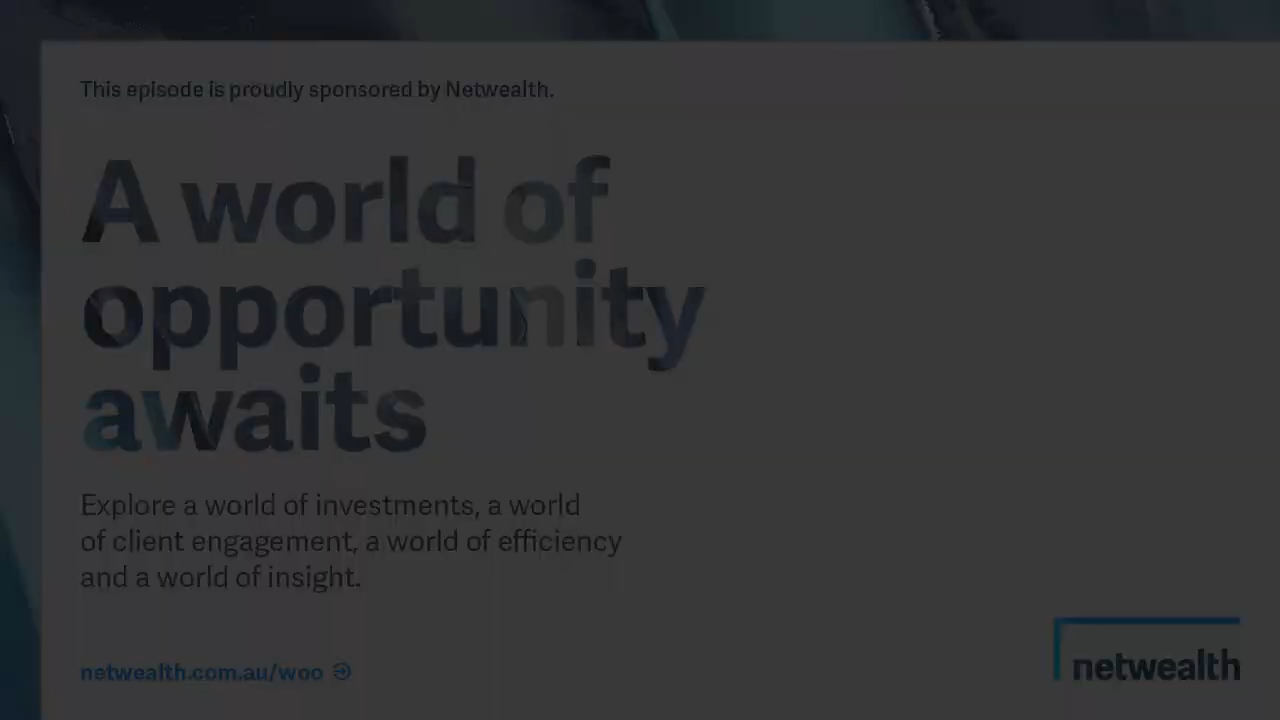 This episode is proudly sponsored by Netwealth.
A world of
opportunity
awaits
Explore a world of investments, a world
of client engagement, a world of efficiency
and a world of insight.
netwealth.com.au/woo
netwealth